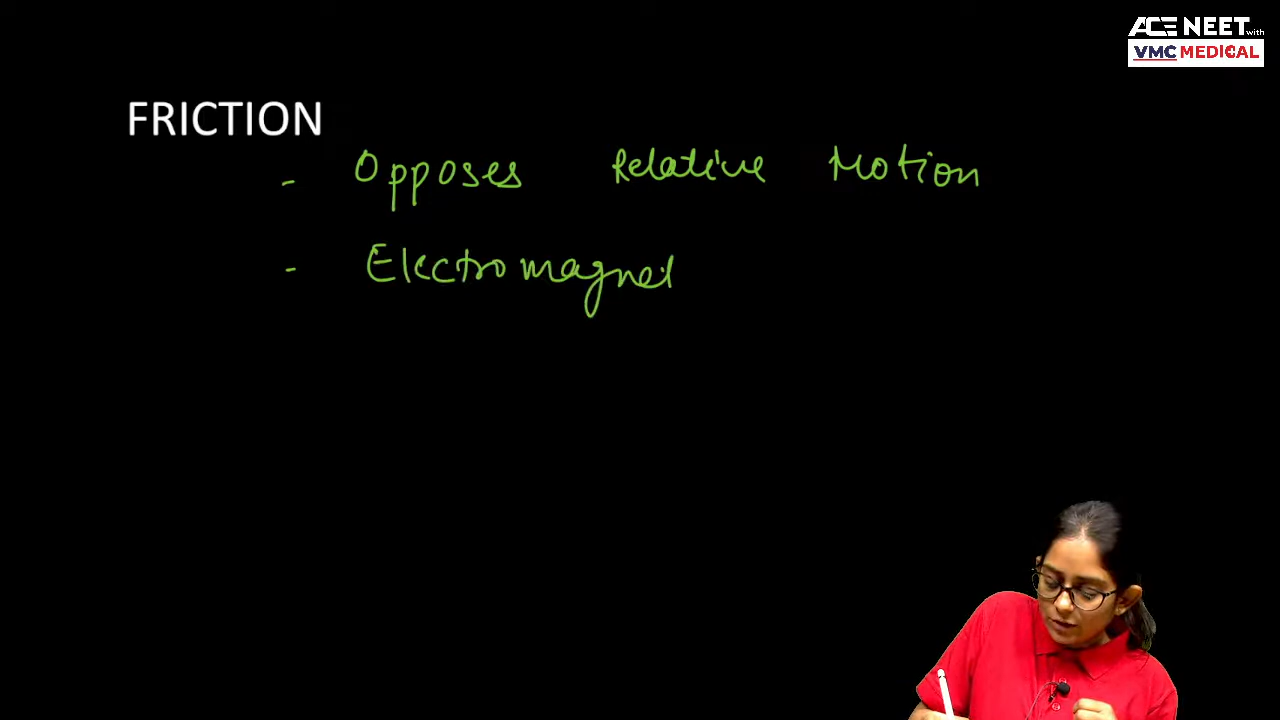 ACE NEET with
VMC MEDICAL
FRICTION
- Opposes Relative Motion
- Electromagnet